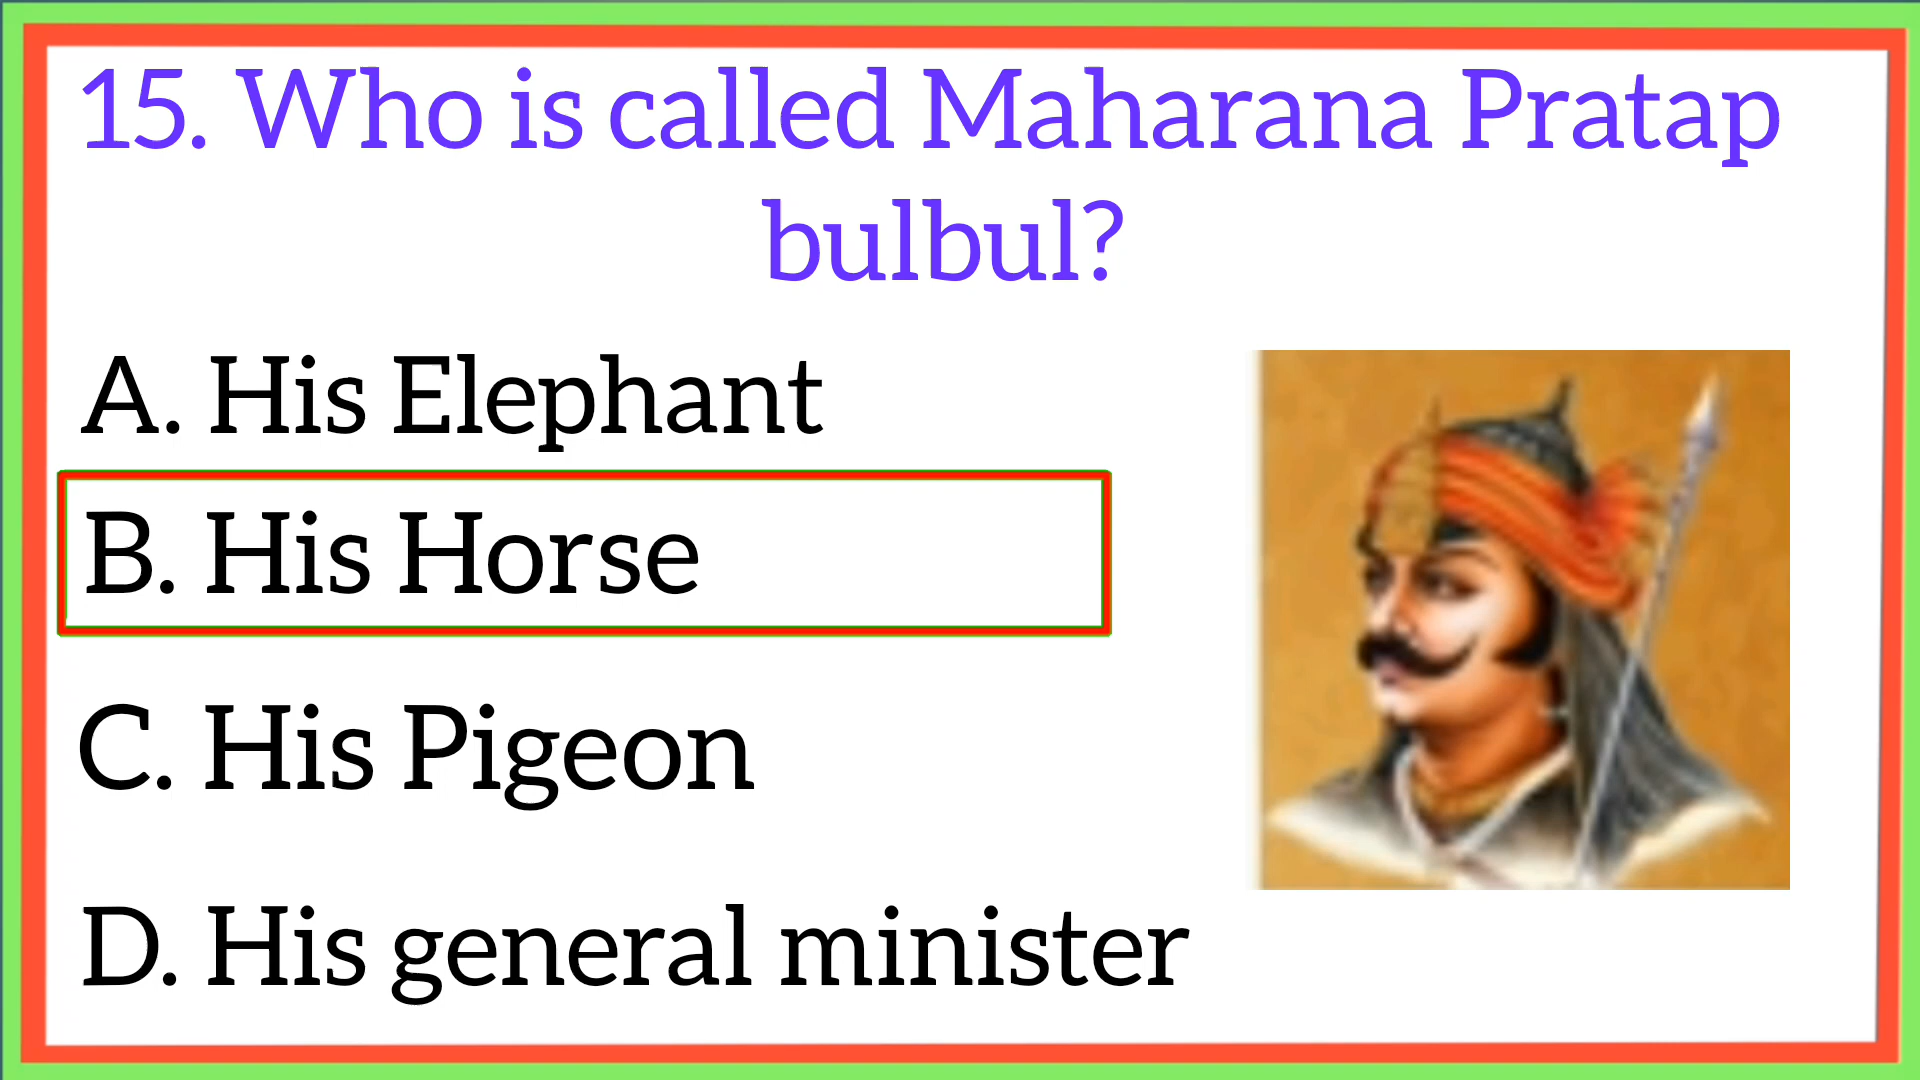 15. Who is called Maharana Pratap
bulbul?
A. His Elephant
B. His Horse
C. His Pigeon
D. His general minister